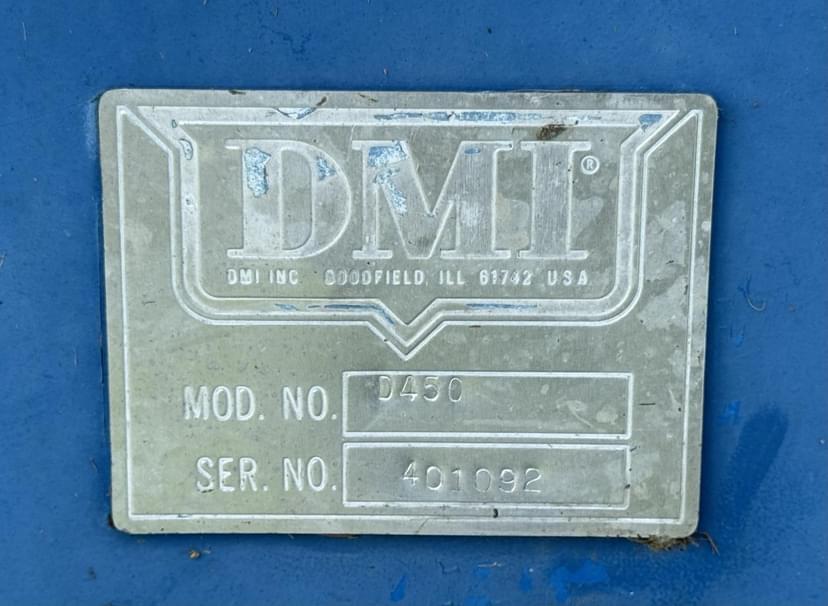 DMI®
DMI INC GOODFIELD, ILL 61742 USA
MOD. NO. D450
SER. NO. 401092